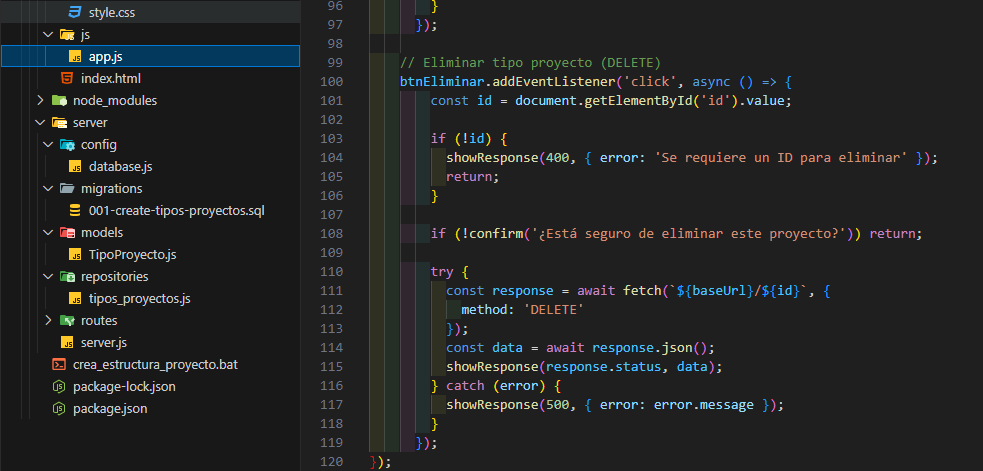 style.css
js
app.js
index.html
node_modules
server
config
database.js
migrations
001-create-tipos-proyectos.sql
models
TipoProyecto.js
repositories
tipos_proyectos.js
routes
server.js
crea_estructura_proyecto.bat
package-lock.json
package.json
96 }
97 });
98
99 // Eliminar tipo proyecto (DELETE)
100 btnEliminar.addEventListener('click', async () => {
101 const id = document.getElementById('id').value;
102
103 if (!id) {
104 showResponse(400, { error: 'Se requiere un ID para eliminar' });
105 return;
106 }
107
108 if (!confirm('¿Está seguro de eliminar este proyecto?')) return;
109
110 try {
111 const response = await fetch(`${baseUrl}/${id}`, {
112 method: 'DELETE'
113 });
114 const data = await response.json();
115 showResponse(response.status, data);
116 } catch (error) {
117 showResponse(500, { error: error.message });
118 }
119 });
120 });